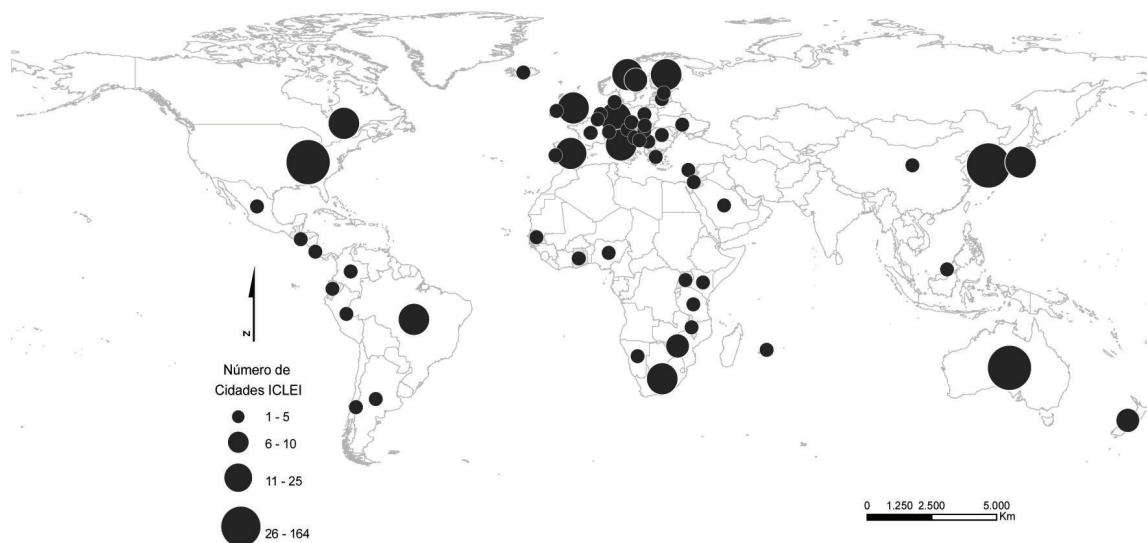 N
Número de
Cidades ICLEI
1 - 5
6 - 10
11 - 25
26 - 164
0 1.250 2.500 5.000
Km